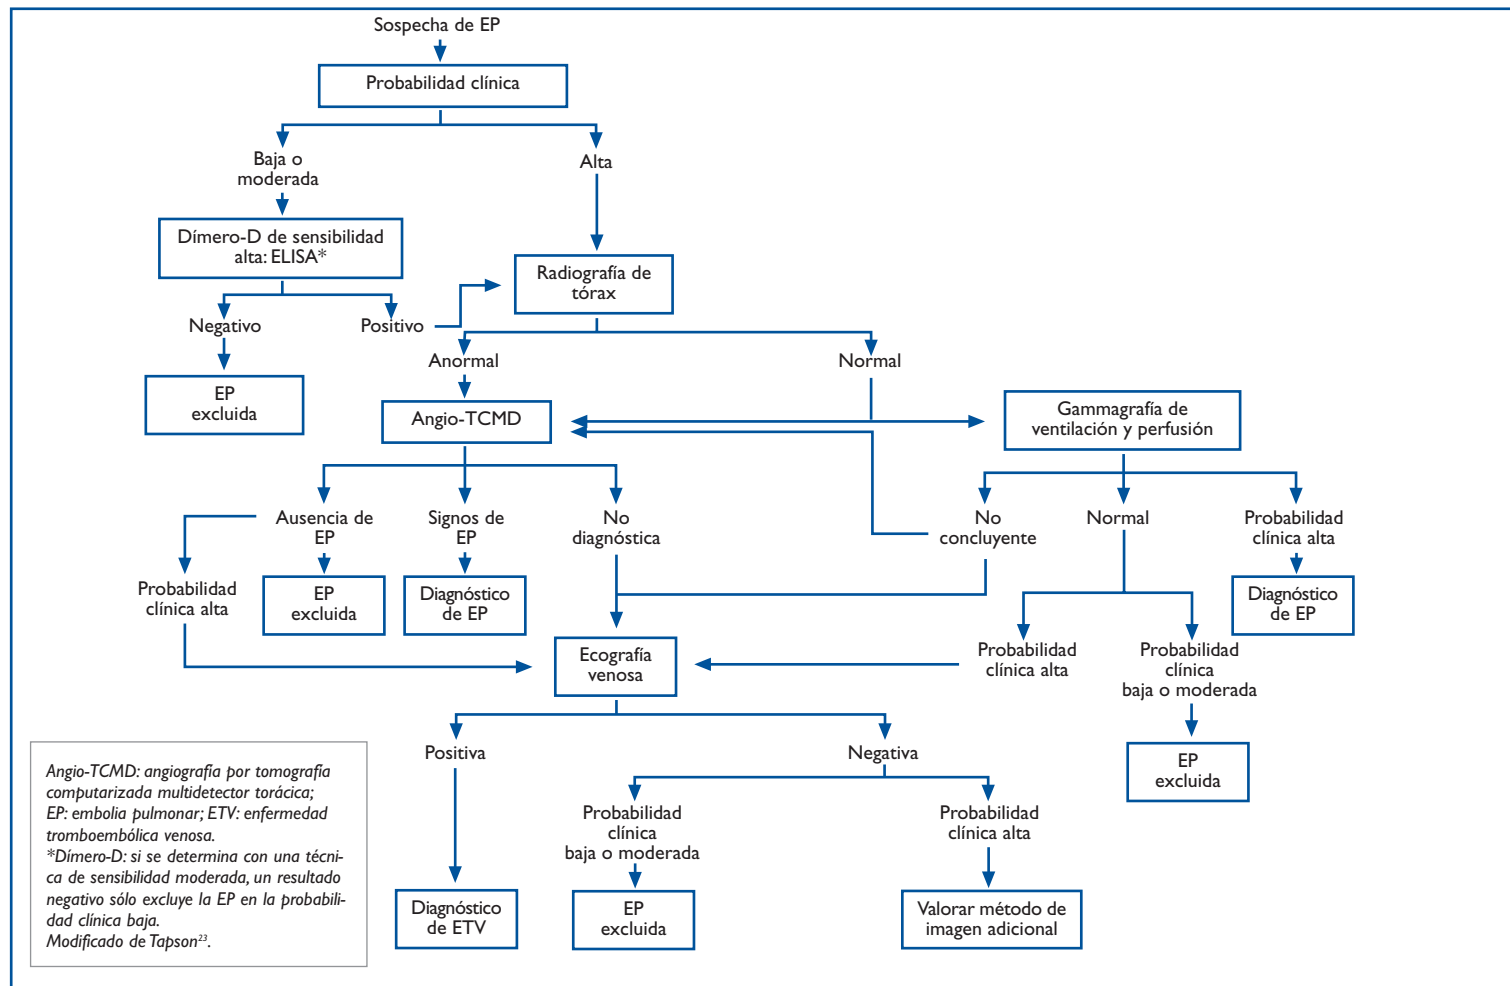 Sospecha de EP
Probabilidad clínica
Baja o
moderada
Alta
Dímero-D de sensibilidad
alta: ELISA*
Radiografía de
tórax
Negativo
Positivo
Anormal
Normal
EP
excluida
Angio-TCMD
Gammagrafía de
ventilación y perfusión
Ausencia de
EP
Signos de
EP
No
diagnóstica
No
concluyente
Normal
Probabilidad
clínica alta
Probabilidad
clínica alta
EP
excluida
Diagnóstico
de EP
Diagnóstico
de EP
Ecografía
venosa
Probabilidad
clínica alta
Probabilidad
clínica
baja o moderada
Positiva
Negativa
EP
excluida
Probabilidad
clínica
baja o moderada
Probabilidad
clínica alta
Diagnóstico
de ETV
EP
excluida
Valorar método de
imagen adicional
Angio-TCMD: angiografía por tomografía
computarizada multidetector torácica;
EP: embolia pulmonar; ETV: enfermedad
tromboembólica venosa.
*Dímero-D: si se determina con una técni-
ca de sensibilidad moderada, un resultado
negativo sólo excluye la EP en la probabili-
dad clínica baja.
Modificado de Tapson²³.